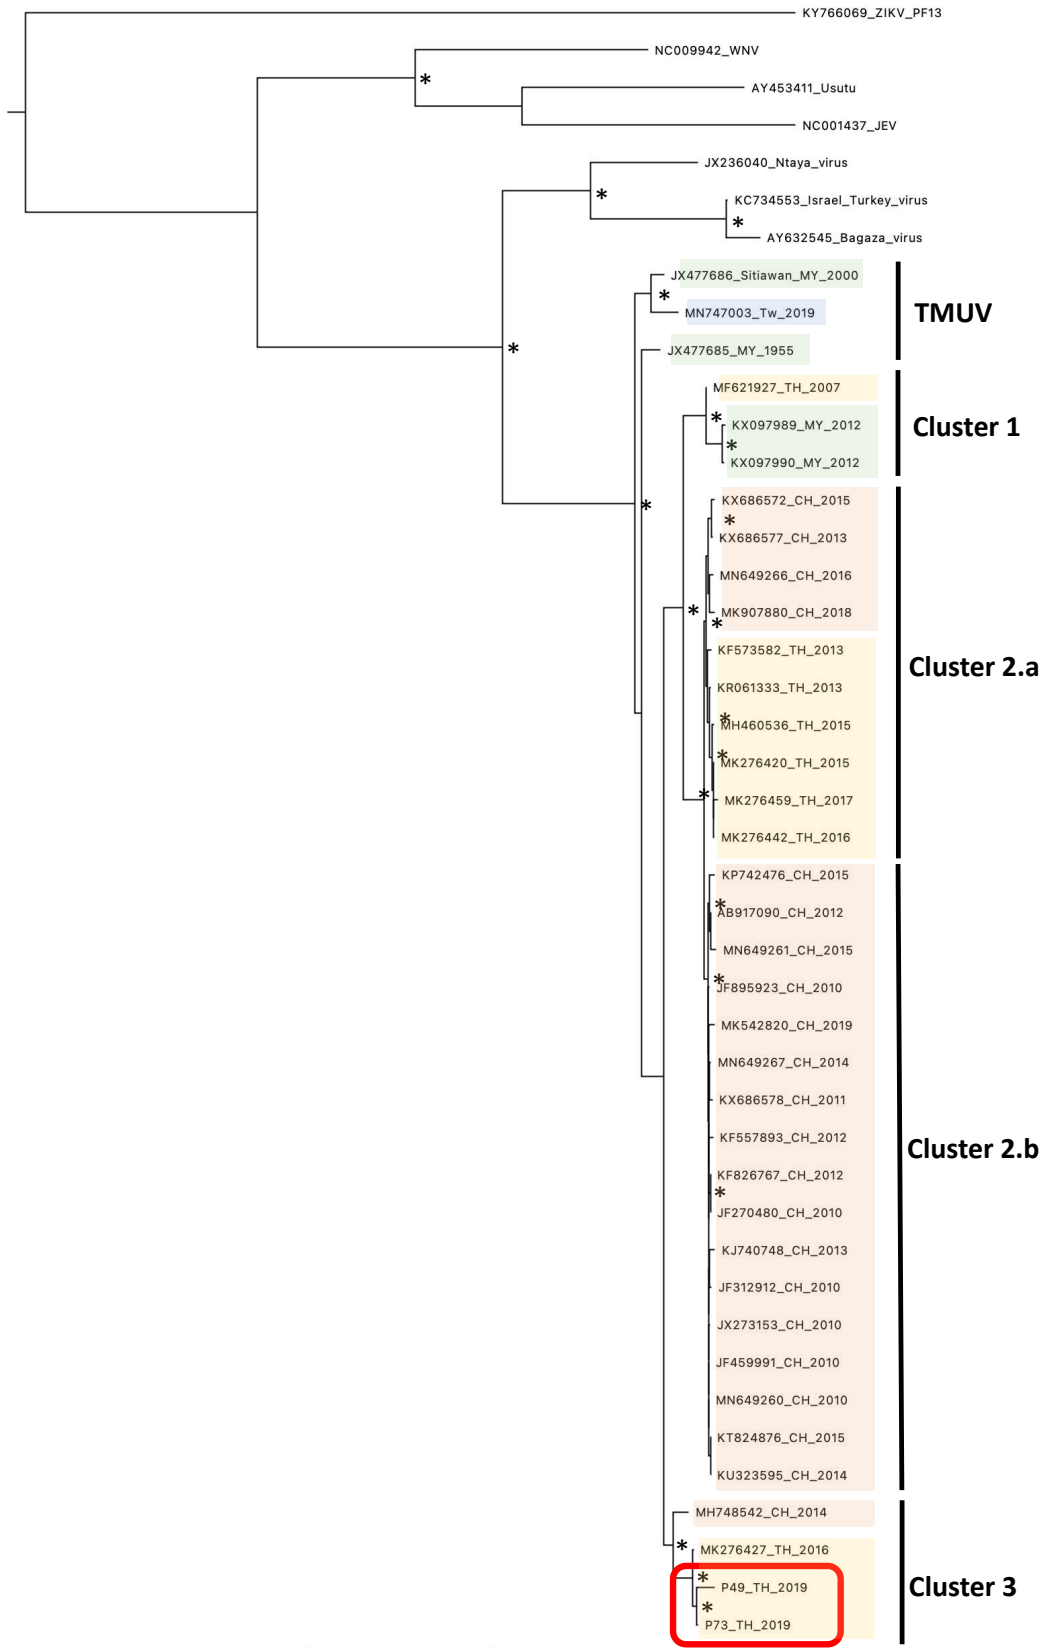 KY766069_ZIKV_PF13
NC009942_WNV
*
AY453411_Usutu
NC001437_JEV
JX236040_Ntaya_virus
*
KC734553_Israel_Turkey_virus
*
AY632545_Bagaza_virus
JX477686_Sitiawan_MY_2000
*
MN747003_Tw_2019
TMUV
*
JX477685_MY_1955
MF621927_TH_2007
*
KX097989_MY_2012
Cluster 1
*
KX097990_MY_2012
KX686572_CH_2015
*
*
KX686577_CH_2013
MN649266_CH_2016
*
MK907880_CH_2018
*
KF573582_TH_2013
Cluster 2.a
KR061333_TH_2013
*
MH460536_TH_2015
*
MK276420_TH_2015
*
MK276459_TH_2017
MK276442_TH_2016
KP742476_CH_2015
*
AB917090_CH_2012
MN649261_CH_2015
*
JF895923_CH_2010
MK542820_CH_2019
MN649267_CH_2014
KX686578_CH_2011
KF557893_CH_2012
Cluster 2.b
KF826767_CH_2012
*
JF270480_CH_2010
KJ740748_CH_2013
JF312912_CH_2010
JX273153_CH_2010
JF459991_CH_2010
MN649260_CH_2010
KT824876_CH_2015
KU323595_CH_2014
MH748542_CH_2014
*
MK276427_TH_2016
*
P49_TH_2019
Cluster 3
*
P73_TH_2019